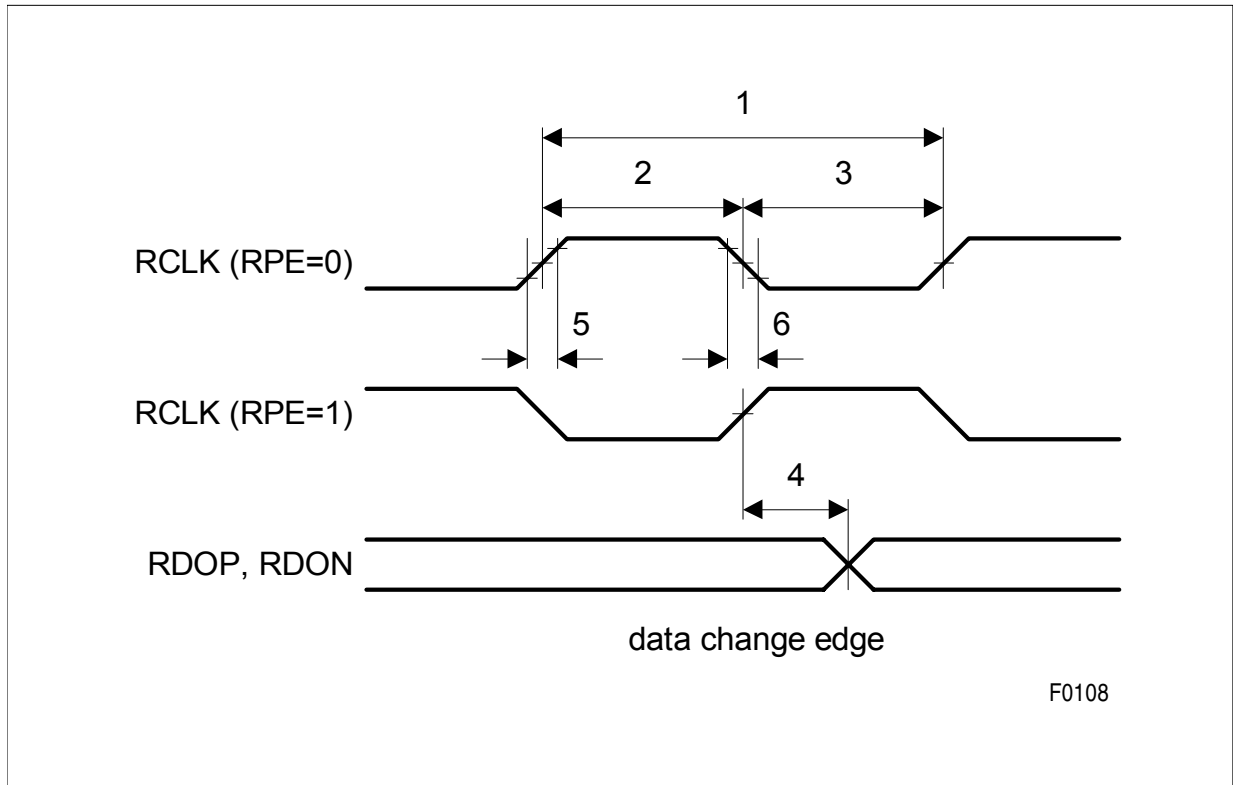 1
2
3
RCLK (RPE=0)
5
6
RCLK (RPE=1)
4
RDOP, RDON
data change edge
F0108